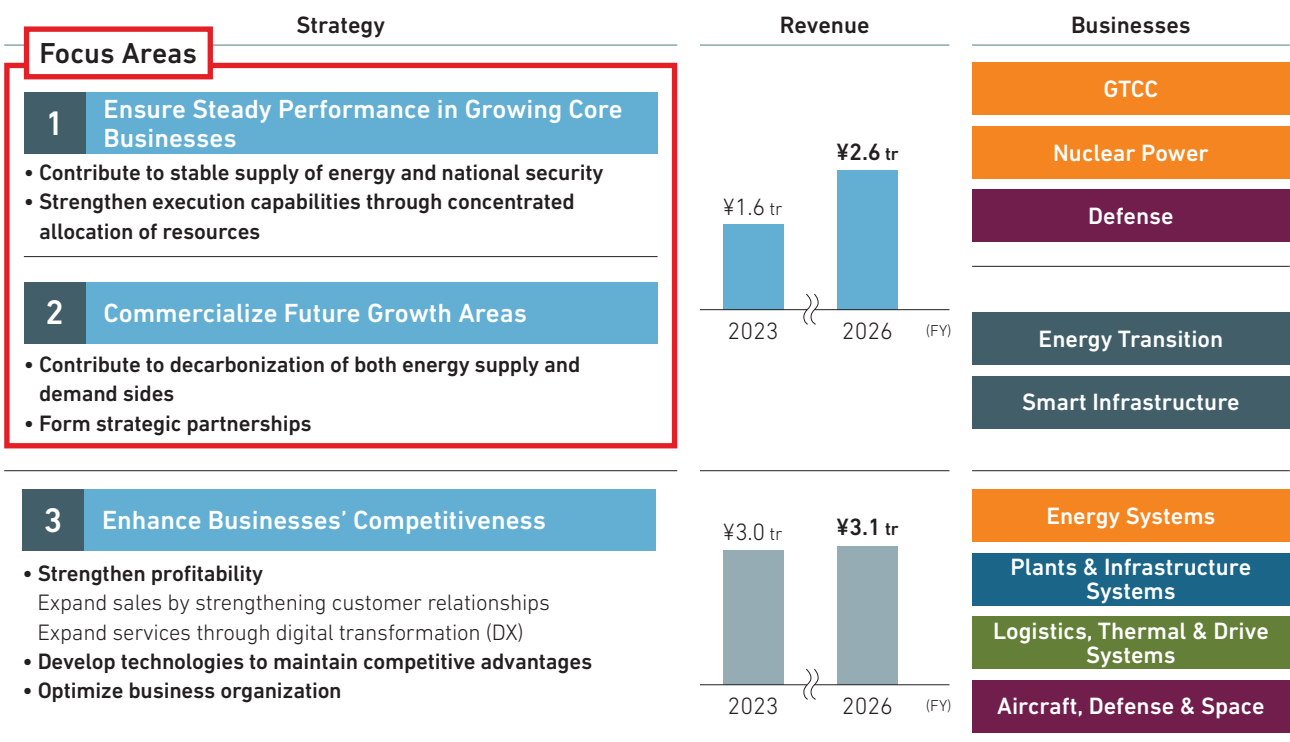 Strategy
Revenue
Businesses
Focus Areas
1
Ensure Steady Performance in Growing Core
Businesses
• Contribute to stable supply of energy and national security
• Strengthen execution capabilities through concentrated
allocation of resources
2
Commercialize Future Growth Areas
• Contribute to decarbonization of both energy supply and
demand sides
• Form strategic partnerships
¥1.6 tr
¥2.6 tr
2023
2026
(FY)
GTCC
Nuclear Power
Defense
Energy Transition
Smart Infrastructure
3
Enhance Businesses’ Competitiveness
• Strengthen profitability
Expand sales by strengthening customer relationships
Expand services through digital transformation (DX)
• Develop technologies to maintain competitive advantages
• Optimize business organization
¥3.0 tr
¥3.1 tr
2023
2026
(FY)
Energy Systems
Plants & Infrastructure
Systems
Logistics, Thermal & Drive
Systems
Aircraft, Defense & Space